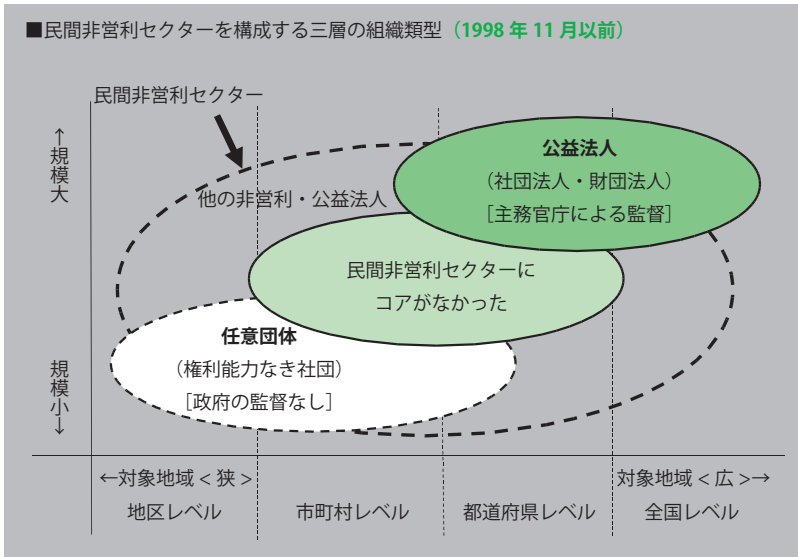 ■民間非営利セクターを構成する三層の組織類型（1998 年 11 月以前）
民間非営利セクター
↑規模大
公益法人
（社団法人・財団法人）
［主務官庁による監督］
他の非営利・公益法人
民間非営利セクターに
コアがなかった
任意団体
（権利能力なき社団）
［政府の監督なし］
規模小↓
←対象地域 < 狭 >
対象地域 < 広 >→
地区レベル
市町村レベル
都道府県レベル
全国レベル